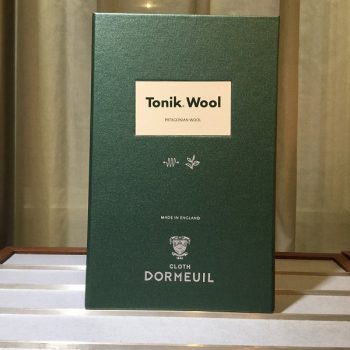 Tonik® Wool
PATAGONIAN WOOL
MADE IN ENGLAND
CLOTH
DORMEUIL